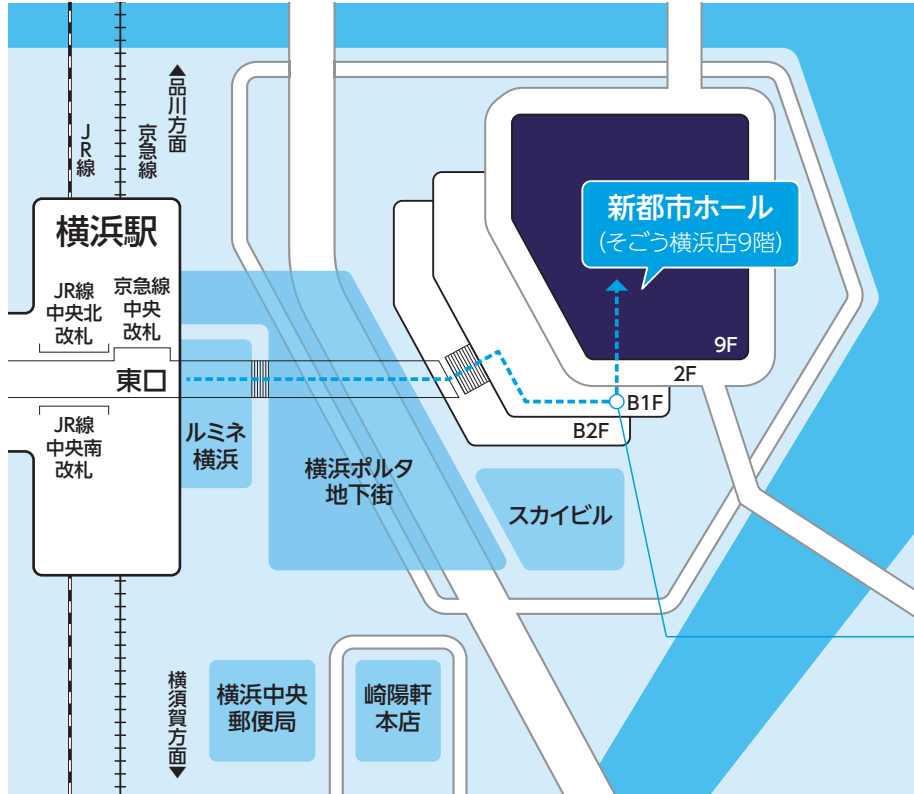 ▲品川方面
JR線
京急線
横浜駅
JR線
中央北
改札
京急線
中央
改札
東口
JR線
中央南
改札
ルミネ
横浜
横浜ポルタ
地下街
スカイビル
新都市ホール
(そごう横浜店9階)
9F
2F
B1F
B2F
横浜中央
郵便局
崎陽軒
本店
横須賀方面▼